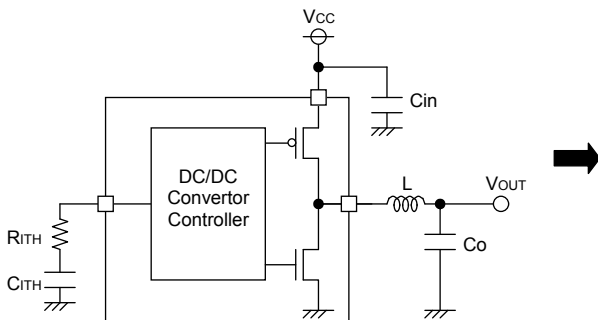 VCC
Cin
DC/DC
Convertor
Controller
L
VOUT
RITH
Co
CITH